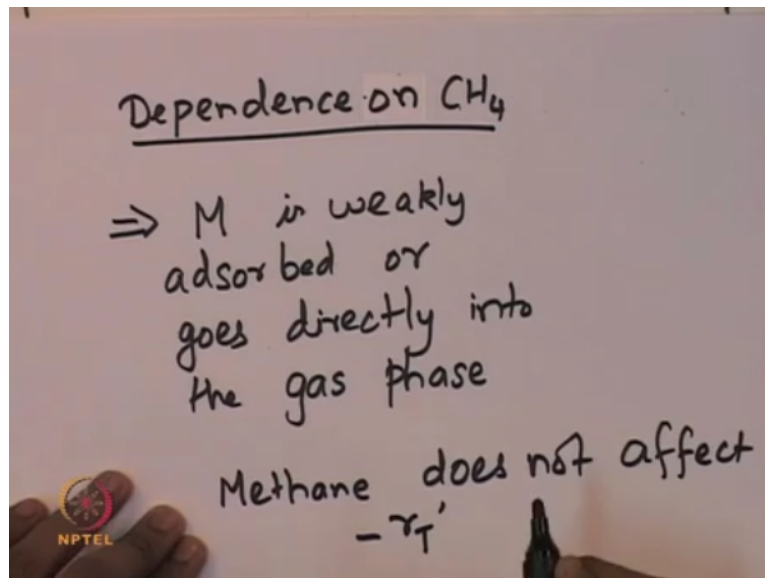 Dependence on CH₄
⇒ M is weakly
adsorbed or
goes directly into
the gas phase
Methane does not affect
- r_T'
NPTEL